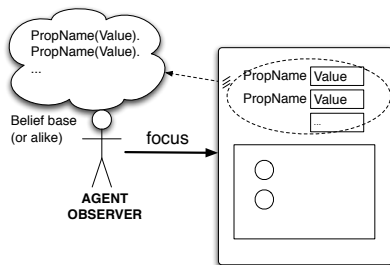 PropName(Value).
PropName(Value).
...
Belief base
(or alike)
focus
AGENT
OBSERVER
PropName Value
PropName Value
...